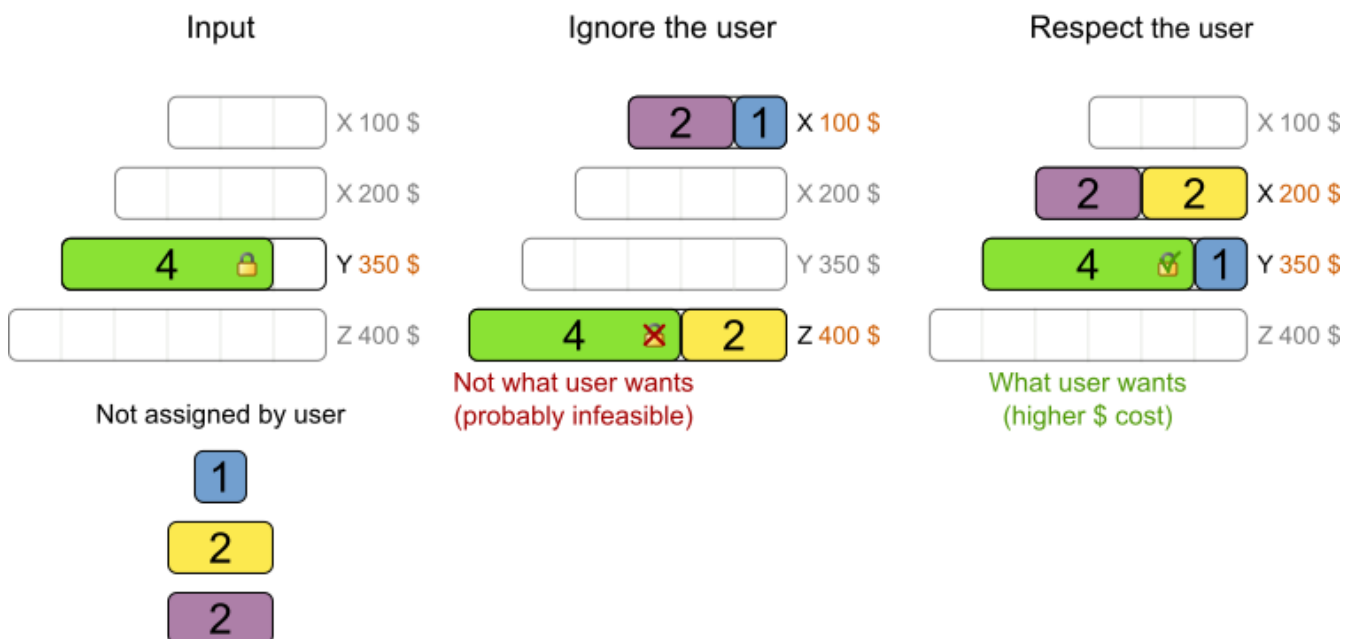 Input
X 100 $
X 200 $
4
Y 350 $
Z 400 $
Not assigned by user
1
2
2
Ignore the user
2 1 X 100 $
X 200 $
Y 350 $
4 2 Z 400 $
Not what user wants
(probably infeasible)
Respect the user
X 100 $
2 2 X 200 $
4 1 Y 350 $
Z 400 $
What user wants
(higher $ cost)